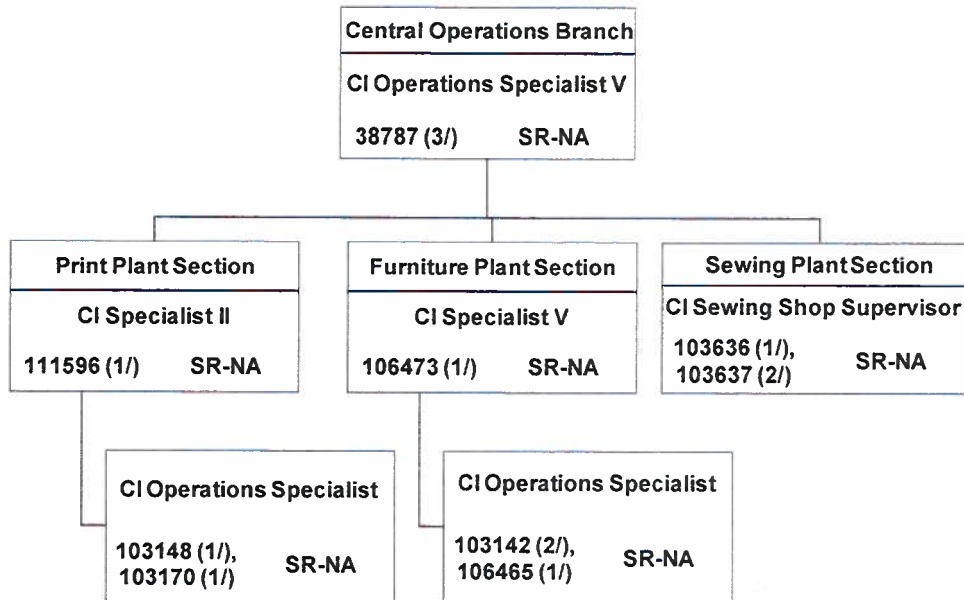 Central Operations Branch
CI Operations Specialist V
38787 (3/) SR-NA
Print Plant Section
CI Specialist II
111596 (1/) SR-NA
Furniture Plant Section
CI Specialist V
106473 (1/) SR-NA
Sewing Plant Section
CI Sewing Shop Supervisor
103636 (1/),
103637 (2/) SR-NA
CI Operations Specialist
103148 (1/),
103170 (1/) SR-NA
CI Operations Specialist
103142 (2/),
106465 (1/) SR-NA